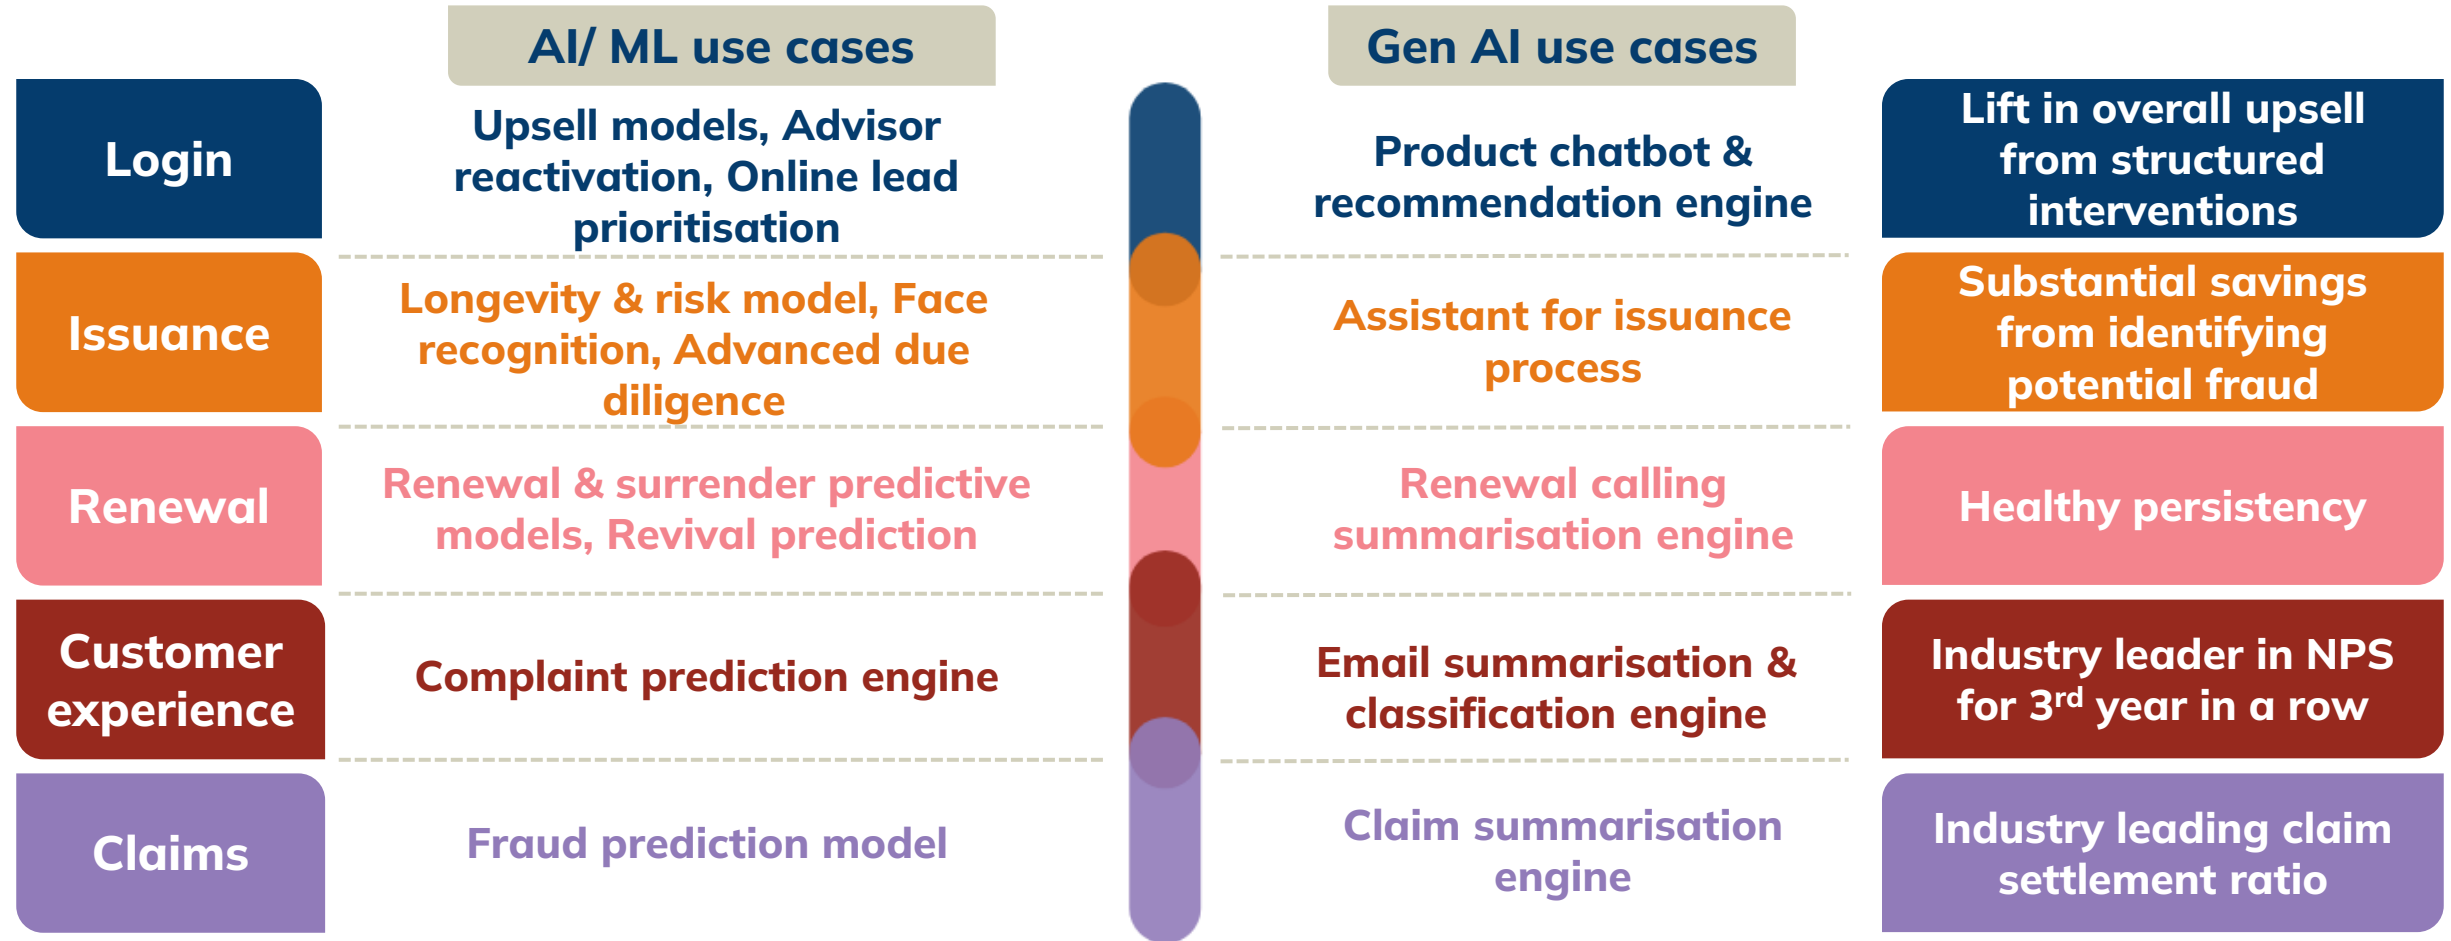 AI/ ML use cases
Gen AI use cases
Login
Upsell models, Advisor
reactivation, Online lead
prioritisation
Product chatbot &
recommendation engine
Lift in overall upsell
from structured
interventions
Issuance
Longevity & risk model, Face
recognition, Advanced due
diligence
Assistant for issuance
process
Substantial savings
from identifying
potential fraud
Renewal
Renewal & surrender predictive
models, Revival prediction
Renewal calling
summarisation engine
Healthy persistency
Customer
experience
Complaint prediction engine
Email summarisation &
classification engine
Industry leader in NPS
for 3rd year in a row
Claims
Fraud prediction model
Claim summarisation
engine
Industry leading claim
settlement ratio